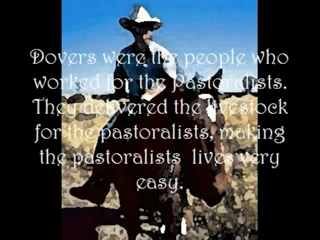 Dovers were the people who
worked for the Pastoralists.
They delivered the livestock
for the pastoralists, making
the pastoralists lives very
easy.